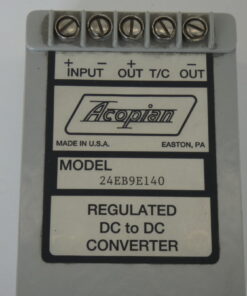 + − + T/C −
INPUT OUT OUT
Acopian
MADE IN U.S.A. EASTON, PA
MODEL
24EB9E140
REGULATED
DC to DC
CONVERTER